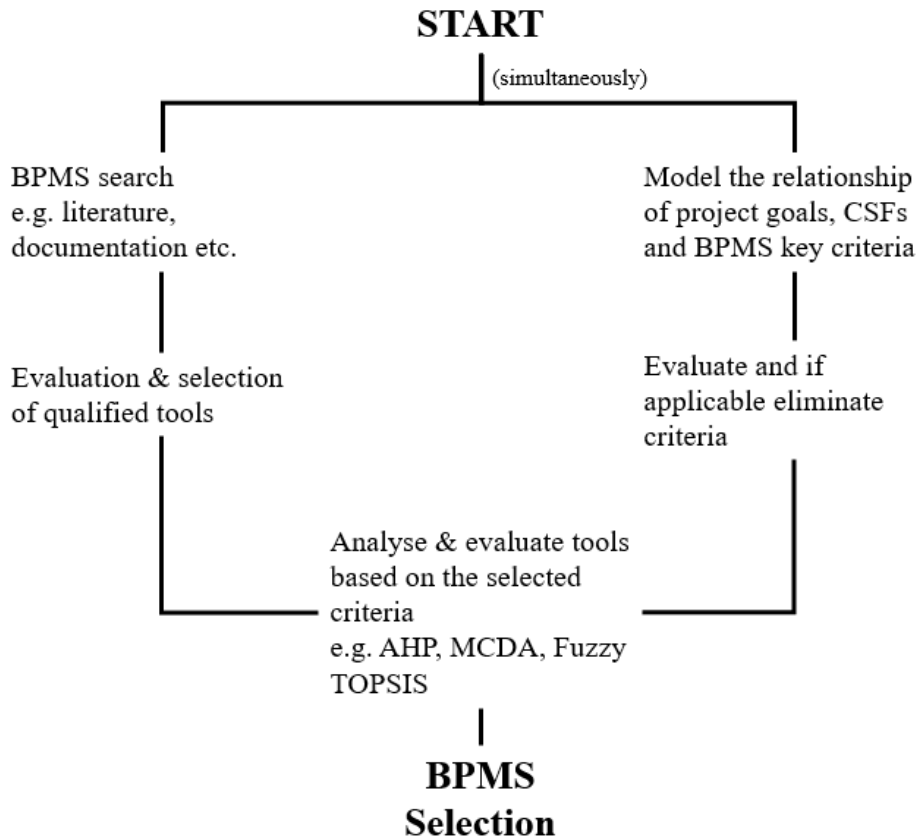 START
(simultaneously)
BPMS search
e.g. literature,
documentation etc.
Model the relationship
of project goals, CSFs
and BPMS key criteria
Evaluation & selection
of qualified tools
Evaluate and if
applicable eliminate
criteria
Analyse & evaluate tools
based on the selected
criteria
e.g. AHP, MCDA, Fuzzy
TOPSIS
BPMS
Selection